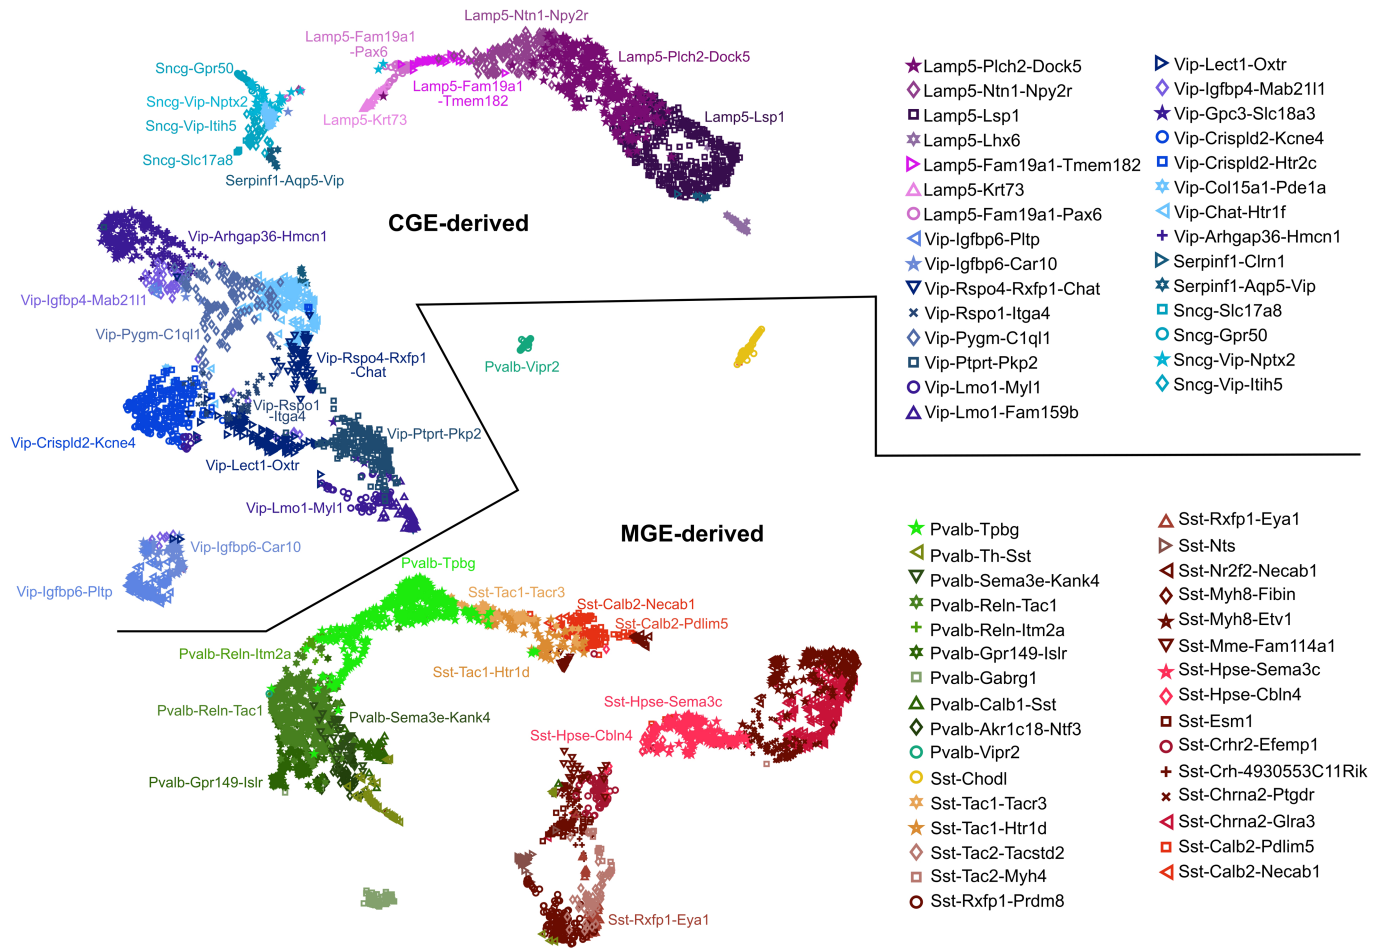 Lamp5-Ntn1-Npy2r
Lamp5-Fam19a1
-Pax6
Lamp5-Plch2-Dock5
Sncg-Gpr50
Lamp5-Fam19a1
-Tmem182
Sncg-Vip-Nptx2
Lamp5-Krt73
Lamp5-Lsp1
Sncg-Vip-Itih5
Sncg-Slc17a8
Serpinf1-Aqp5-Vip
CGE-derived
Vip-Arhgap36-Hmcn1
Vip-Igfbp4-Mab21l1
Vip-Pygm-C1ql1
Vip-Rspo4-Rxfp1
-Chat
Pvalb-Vipr2
Vip-Rspo1
-Itga4
Vip-Crispld2-Kcne4
Vip-Ptprt-Pkp2
Vip-Lect1-Oxtr
Vip-Lmo1-Myl1
Vip-Igfbp6-Car10
Vip-Igfbp6-Pltp
Lamp5-Plch2-Dock5
Lamp5-Ntn1-Npy2r
Lamp5-Lsp1
Lamp5-Lhx6
Lamp5-Fam19a1-Tmem182
Lamp5-Krt73
Lamp5-Fam19a1-Pax6
Vip-Igfbp6-Pltp
Vip-Igfbp6-Car10
Vip-Rspo4-Rxfp1-Chat
Vip-Rspo1-Itga4
Vip-Pygm-C1ql1
Vip-Ptprt-Pkp2
Vip-Lmo1-Myl1
Vip-Lmo1-Fam159b
Vip-Lect1-Oxtr
Vip-Igfbp4-Mab21l1
Vip-Gpc3-Slc18a3
Vip-Crispld2-Kcne4
Vip-Crispld2-Htr2c
Vip-Col15a1-Pde1a
Vip-Chat-Htr1f
Vip-Arhgap36-Hmcn1
Serpinf1-Clrn1
Serpinf1-Aqp5-Vip
Sncg-Slc17a8
Sncg-Gpr50
Sncg-Vip-Nptx2
Sncg-Vip-Itih5
MGE-derived
Pvalb-Tpbg
Sst-Tac1-Tacr3
Sst-Calb2-Necab1
Sst-Calb2-Pdlim5
Pvalb-Reln-Itm2a
Sst-Tac1-Htr1d
Pvalb-Reln-Tac1
Pvalb-Sema3e-Kank4
Sst-Hpse-Sema3c
Sst-Hpse-Cbln4
Pvalb-Gpr149-Islr
Sst-Rxfp1-Eya1
Pvalb-Tpbg
Pvalb-Th-Sst
Pvalb-Sema3e-Kank4
Pvalb-Reln-Tac1
Pvalb-Reln-Itm2a
Pvalb-Gpr149-Islr
Pvalb-Gabrg1
Pvalb-Calb1-Sst
Pvalb-Akr1c18-Ntf3
Pvalb-Vipr2
Sst-Chodl
Sst-Tac1-Tacr3
Sst-Tac1-Htr1d
Sst-Tac2-Tacstd2
Sst-Tac2-Myh4
Sst-Rxfp1-Prdm8
Sst-Rxfp1-Eya1
Sst-Nts
Sst-Nr2f2-Necab1
Sst-Myh8-Fibin
Sst-Myh8-Etv1
Sst-Mme-Fam114a1
Sst-Hpse-Sema3c
Sst-Hpse-Cbln4
Sst-Esm1
Sst-Crhr2-Efemp1
Sst-Crh-4930553C11Rik
Sst-Chrna2-Ptgdr
Sst-Chrna2-Glra3
Sst-Calb2-Pdlim5
Sst-Calb2-Necab1